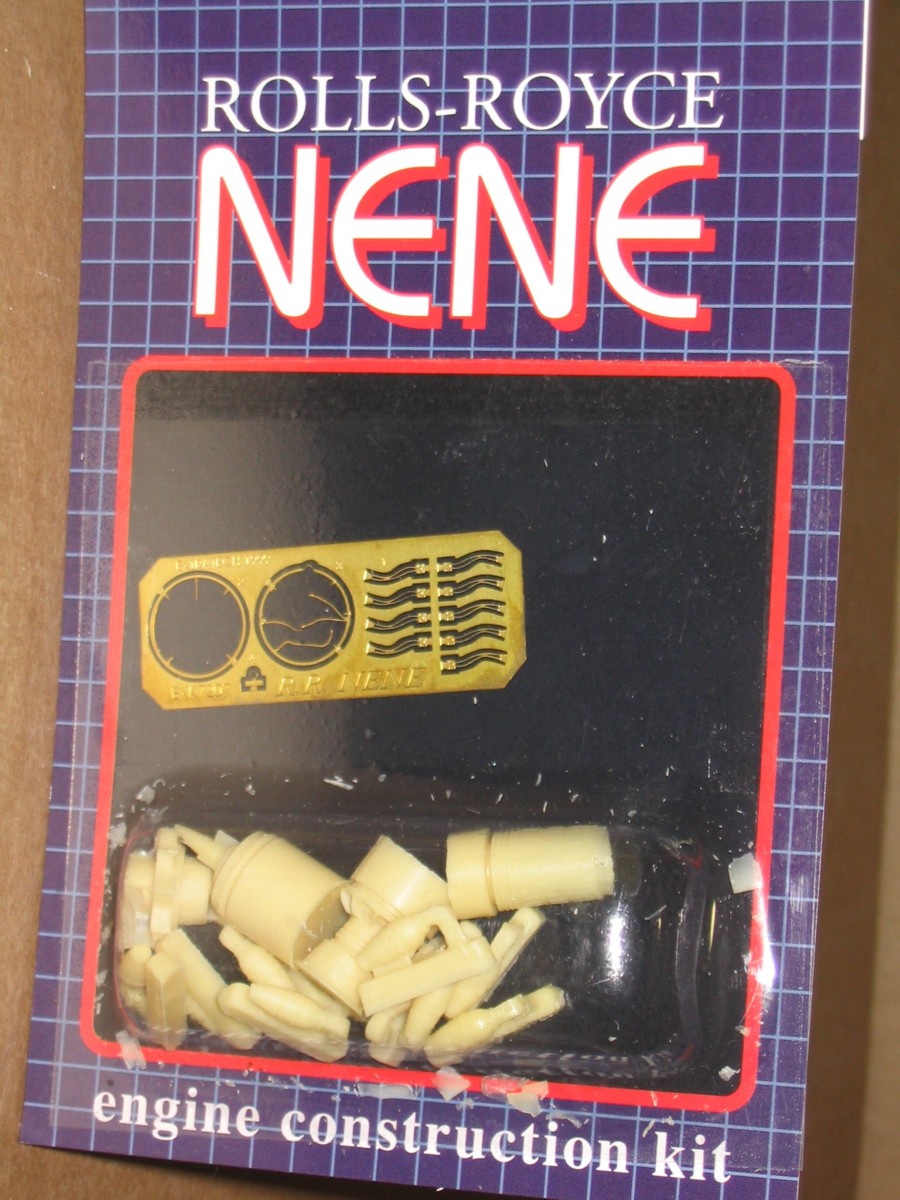 ROLLS-ROYCE
NENE
R.R. NENE
engine construction kit